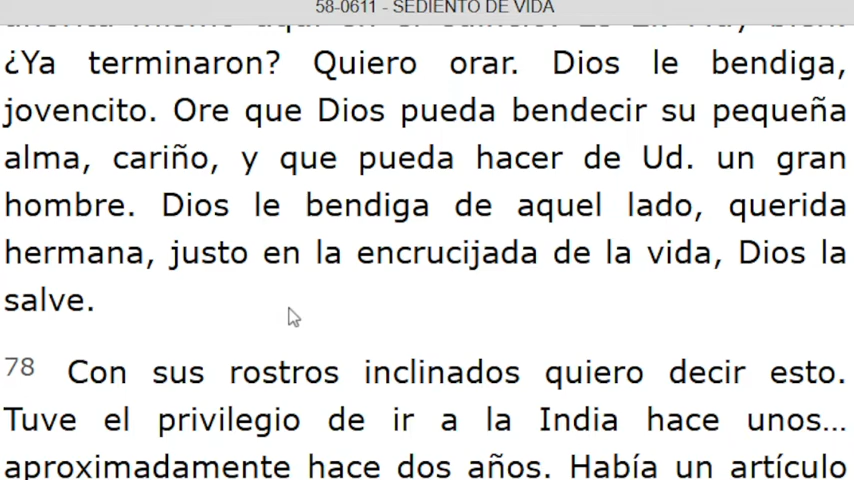 58-0611 - SEDIENTO DE VIDA
¿Ya terminaron? Quiero orar. Dios le bendiga,
jovencito. Ore que Dios pueda bendecir su pequeña
alma, cariño, y que pueda hacer de Ud. un gran
hombre. Dios le bendiga de aquel lado, querida
hermana, justo en la encrucijada de la vida, Dios la
salve.
78 Con sus rostros inclinados quiero decir esto.
Tuve el privilegio de ir a la India hace unos...
aproximadamente hace dos años. Había un artículo